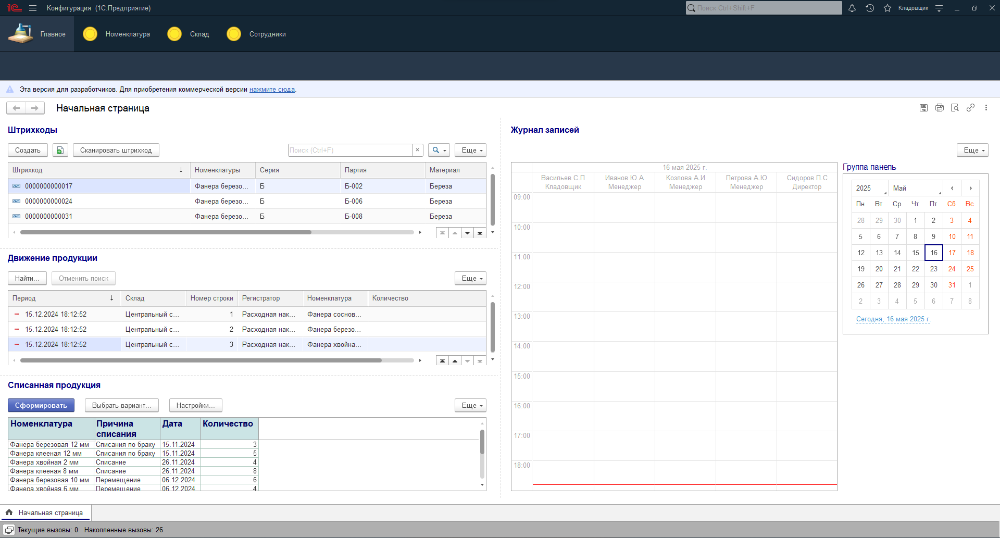 1С Конфигурация (1С:Предприятие)
Поиск Ctrl+Shift+F
Кладовщик
Главное
Номенклатура
Склад
Сотрудники
Эта версия для разработчиков. Для приобретения коммерческой версии нажмите сюда.
Начальная страница
Штрихкоды
Создать
Сканировать штрихкод
Поиск (Ctrl+F)
×
Еще
Штрихкод ↓ Номенклатуры Серия Партия Материал
0000000000017 Фанера березо... Б Б-002 Береза
0000000000024 Фанера березо... Б Б-006 Береза
0000000000031 Фанера березо... Б Б-008 Береза
Движение продукции
Найти...
Отменить поиск
Еще
Период ↓ Склад Номер строки Регистратор Номенклатура Количество
15.12.2024 18:12:52 Центральный с... 1 Расходная нак... Фанера соснов...
15.12.2024 18:12:52 Центральный с... 2 Расходная нак... Фанера березо...
15.12.2024 18:12:52 Центральный с... 3 Расходная нак... Фанера хвойна...
Списанная продукция
Сформировать
Выбрать вариант...
Настройки...
Еще
Номенклатура Причина списания Дата Количество
Фанера березовая 12 мм Списания по браку 15.11.2024 3
Фанера клееная 12 мм Списания по браку 15.11.2024 5
Фанера хвойная 2 мм Списание 26.11.2024 4
Фанера клееная 8 мм Списание 26.11.2024 8
Фанера березовая 10 мм Перемещение 06.12.2024 6
Фанера хвойная 6 мм Перемещение 06.12.2024 4
Журнал записей
Еще
16 мая 2025 г.
Васильев С.П Иванов Ю.А Козлова А.И Петрова А.Ю Сидоров П.С
Кладовщик Менеджер Менеджер Менеджер Директор
09:00
10:00
11:00
12:00
13:00
14:00
15:00
16:00
17:00
18:00
Группа панель
2025 Май ‹ ›
Пн Вт Ср Чт Пт Сб Вс
28 29 30 1 2 3 4
5 6 7 8 9 10 11
12 13 14 15 16 17 18
19 20 21 22 23 24 25
26 27 28 29 30 31 1
2 3 4 5 6 7 8
Сегодня, 16 мая 2025 г.
Начальная страница
Текущие вызовы: 0 Накопленные вызовы: 26